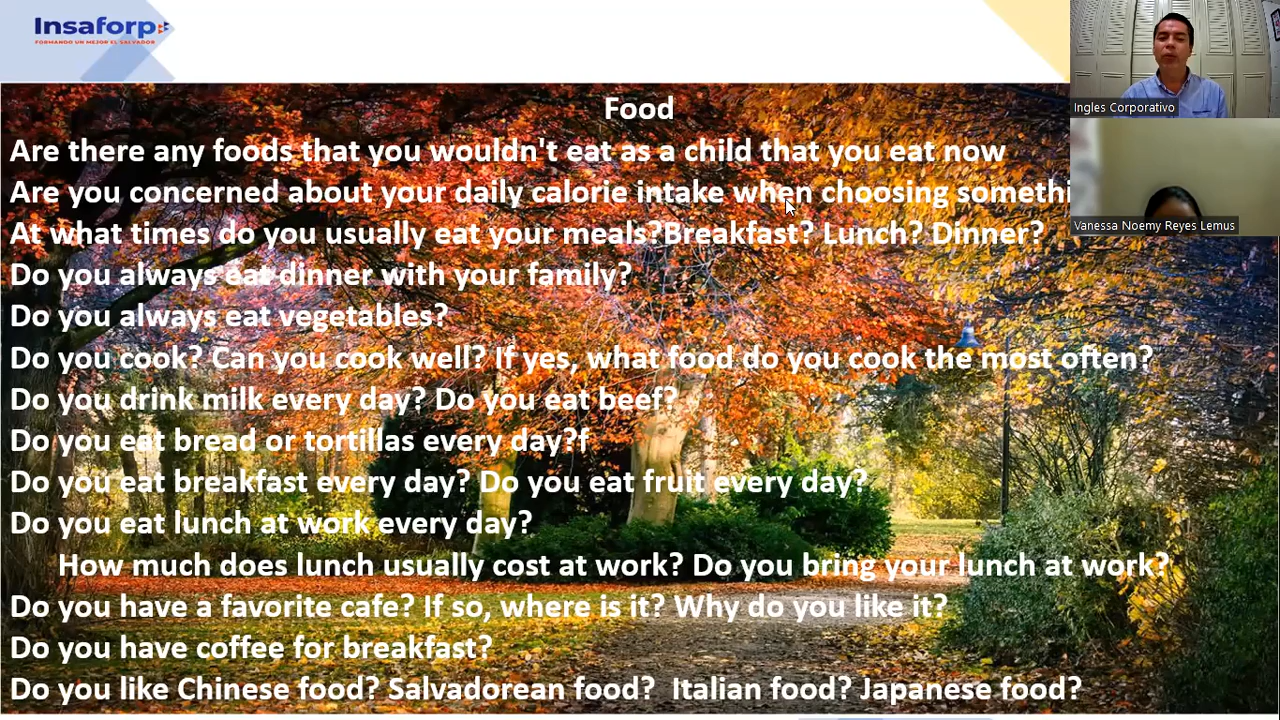 Insaforp
FORMANDO UN MEJOR EL SALVADOR
Ingles Corporativo
Vanessa Noemy Reyes Lemus
Food
Are there any foods that you wouldn't eat as a child that you eat now
Are you concerned about your daily calorie intake when choosing somethi
At what times do you usually eat your meals?Breakfast? Lunch? Dinner?
Do you always eat dinner with your family?
Do you always eat vegetables?
Do you cook? Can you cook well? If yes, what food do you cook the most often?
Do you drink milk every day? Do you eat beef?
Do you eat bread or tortillas every day?f
Do you eat breakfast every day? Do you eat fruit every day?
Do you eat lunch at work every day?
How much does lunch usually cost at work? Do you bring your lunch at work?
Do you have a favorite cafe? If so, where is it? Why do you like it?
Do you have coffee for breakfast?
Do you like Chinese food? Salvadorean food? Italian food? Japanese food?